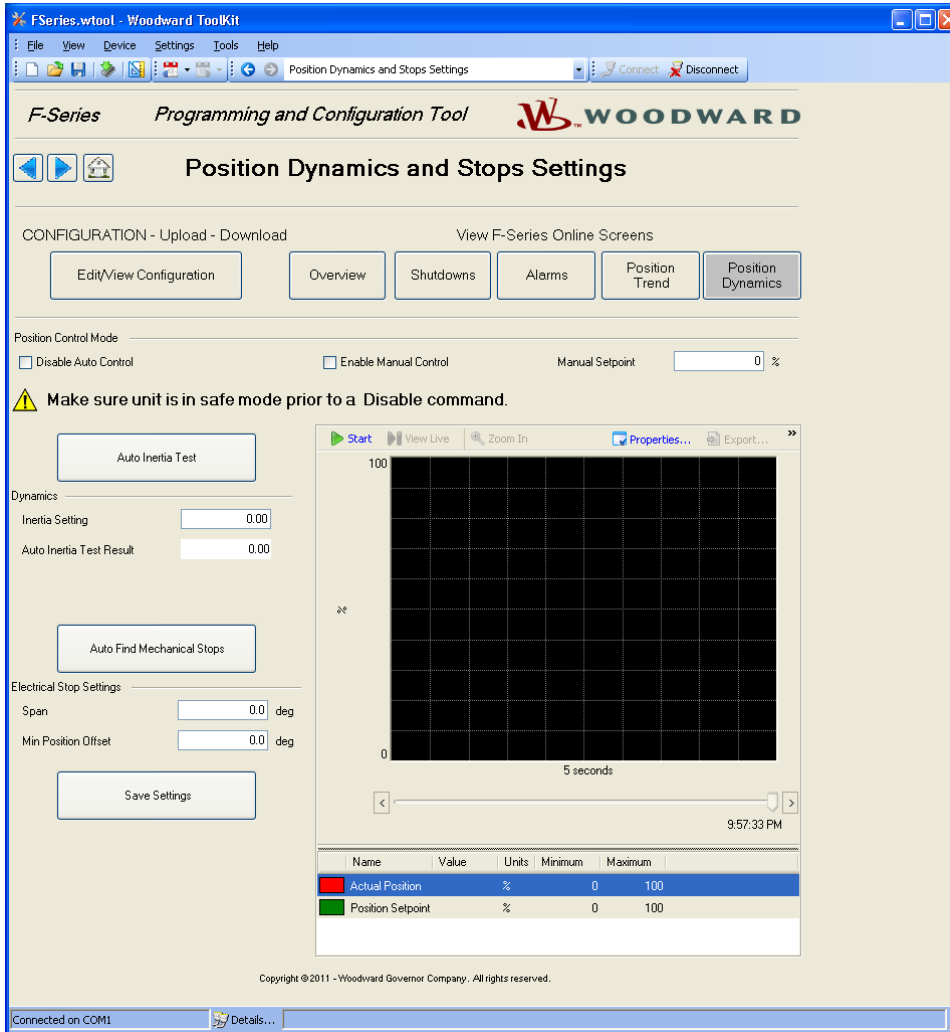 FSeries.wtool - Woodward ToolKit
File View Device Settings Tools Help
Position Dynamics and Stops Settings Connect Disconnect
F-Series Programming and Configuration Tool WOODWARD
Position Dynamics and Stops Settings
CONFIGURATION - Upload - Download View F-Series Online Screens
Edit/View Configuration Overview Shutdowns Alarms Position Trend Position Dynamics
Position Control Mode
Disable Auto Control Enable Manual Control Manual Setpoint 0 %
Make sure unit is in safe mode prior to a Disable command.
Auto Inertia Test
Dynamics
Inertia Setting 0.00
Auto Inertia Test Result 0.00
Auto Find Mechanical Stops
Electrical Stop Settings
Span 0.0 deg
Min Position Offset 0.0 deg
Save Settings
Start View Live Zoom In Properties... Export... »
100
%
0
5 seconds
< >
9:57:33 PM
Name Value Units Minimum Maximum
Actual Position % 0 100
Position Setpoint % 0 100
Copyright ©2011 - Woodward Governor Company. All rights reserved.
Connected on COM1 Details...